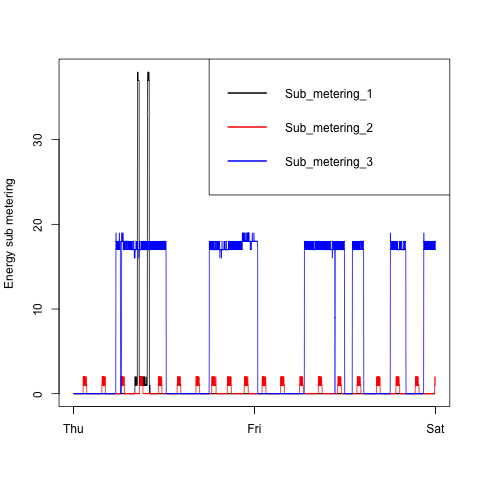 Energy sub metering
30
20
10
0
Thu
Fri
Sat
Sub_metering_1
Sub_metering_2
Sub_metering_3